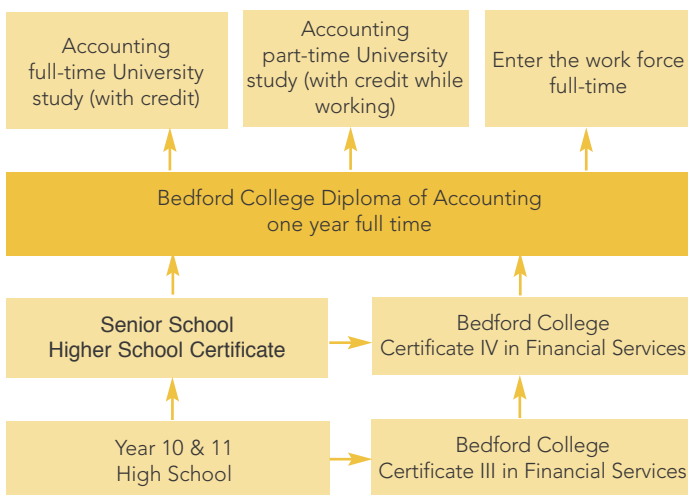 Accounting
full-time University
study (with credit)
Accounting
part-time University
study (with credit while
working)
Enter the work force
full-time
Bedford College Diploma of Accounting
one year full time
Senior School
Higher School Certificate
Bedford College
Certificate IV in Financial Services
Year 10 & 11
High School
Bedford College
Certificate III in Financial Services